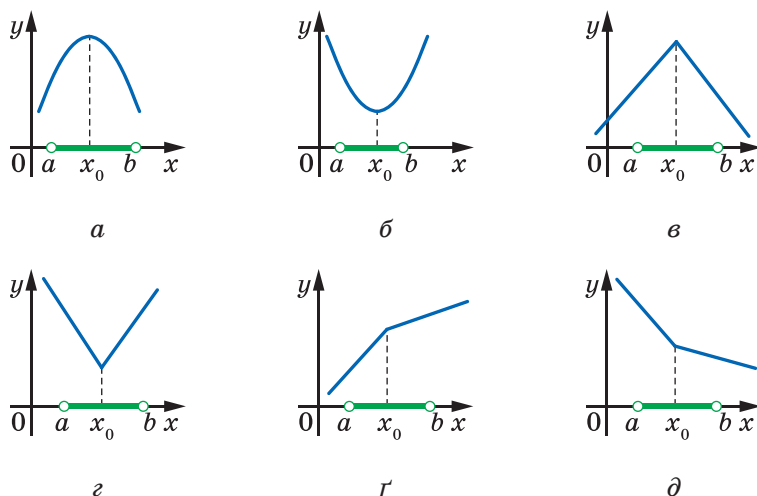 y y y
0 a x₀ b x 0 a x₀ b x 0 a x₀ b x
а б в
y y y
0 a x₀ b x 0 a x₀ b x 0 a x₀ b x
г ґ д